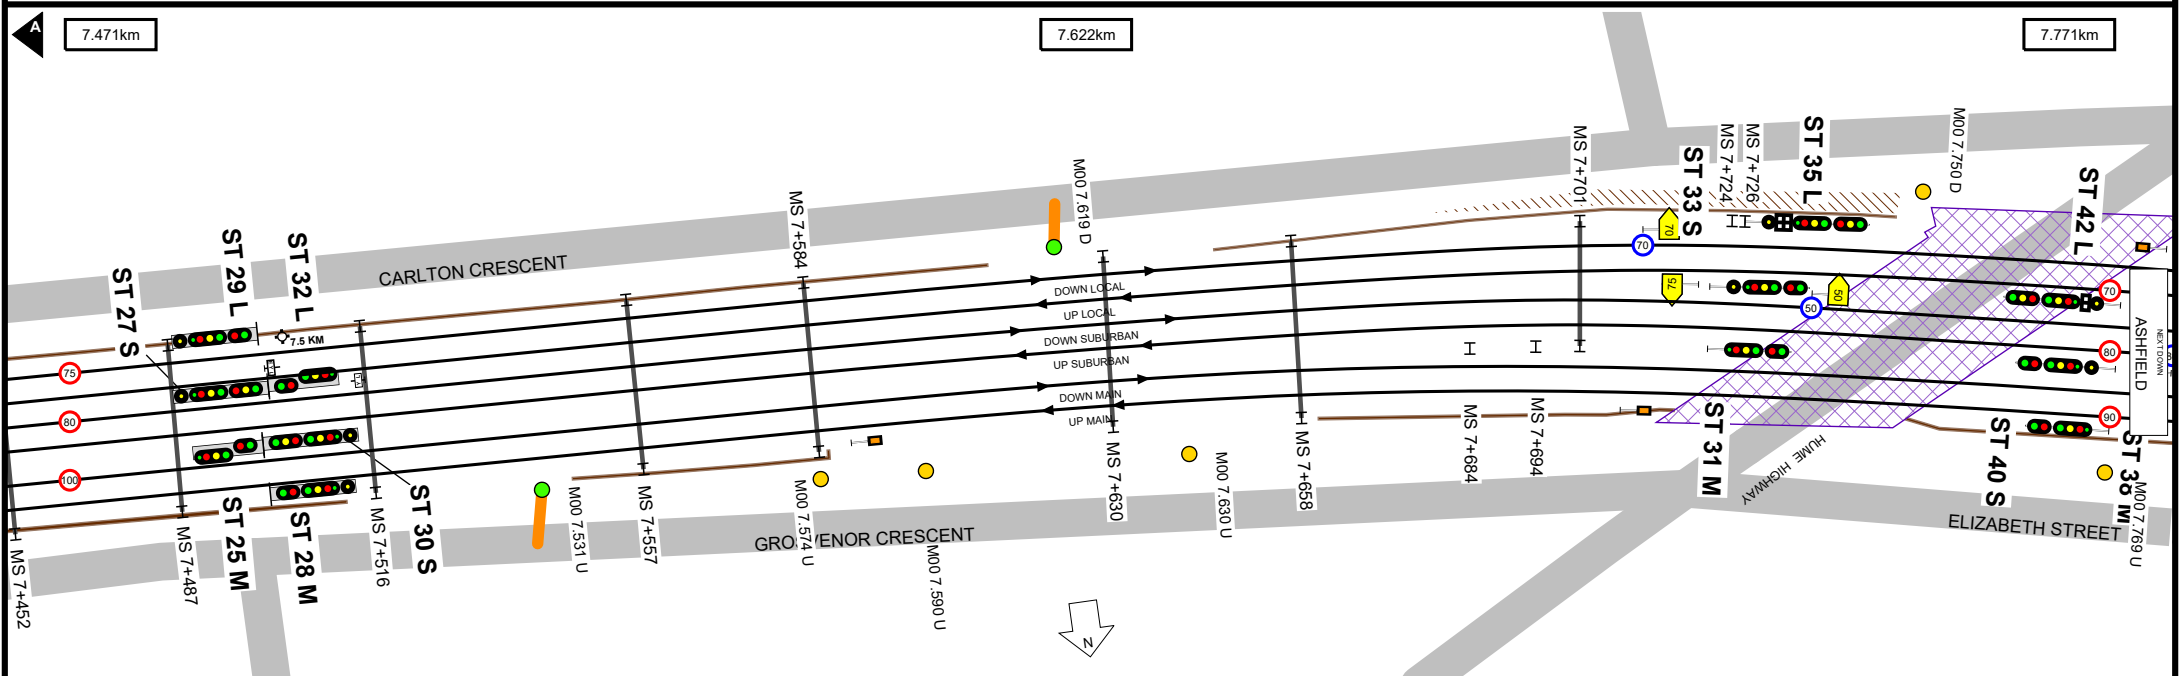 A
7.471km
7.622km
7.771km
M00 7.750 D
MS 7+701
MS 7+724
MS 7+726
ST 35 L
ST 33 S
M00 7.619 D
ST 42 L
MS 7+584
ST 29 L
ST 32 L
ST 27 S
CARLTON CRESCENT
70
70
7.5 KM
DOWN LOCAL
UP LOCAL
DOWN SUBURBAN
UP SUBURBAN
DOWN MAIN
UP MAIN
75
50
50
70
75
80
80
90
100
NEXT DOWN
ASHFIELD
ST 31 M
HUME HIGHWAY
MS 7+684
MS 7+694
ST 40 S
ST 38 M
M00 7.769 U
ELIZABETH STREET
MS 7+658
MS 7+630
M00 7.630 U
M00 7.574 U
M00 7.590 U
GROSVENOR CRESCENT
MS 7+557
M00 7.531 U
ST 30 S
MS 7+516
ST 28 M
ST 25 M
MS 7+487
MS 7+452
N